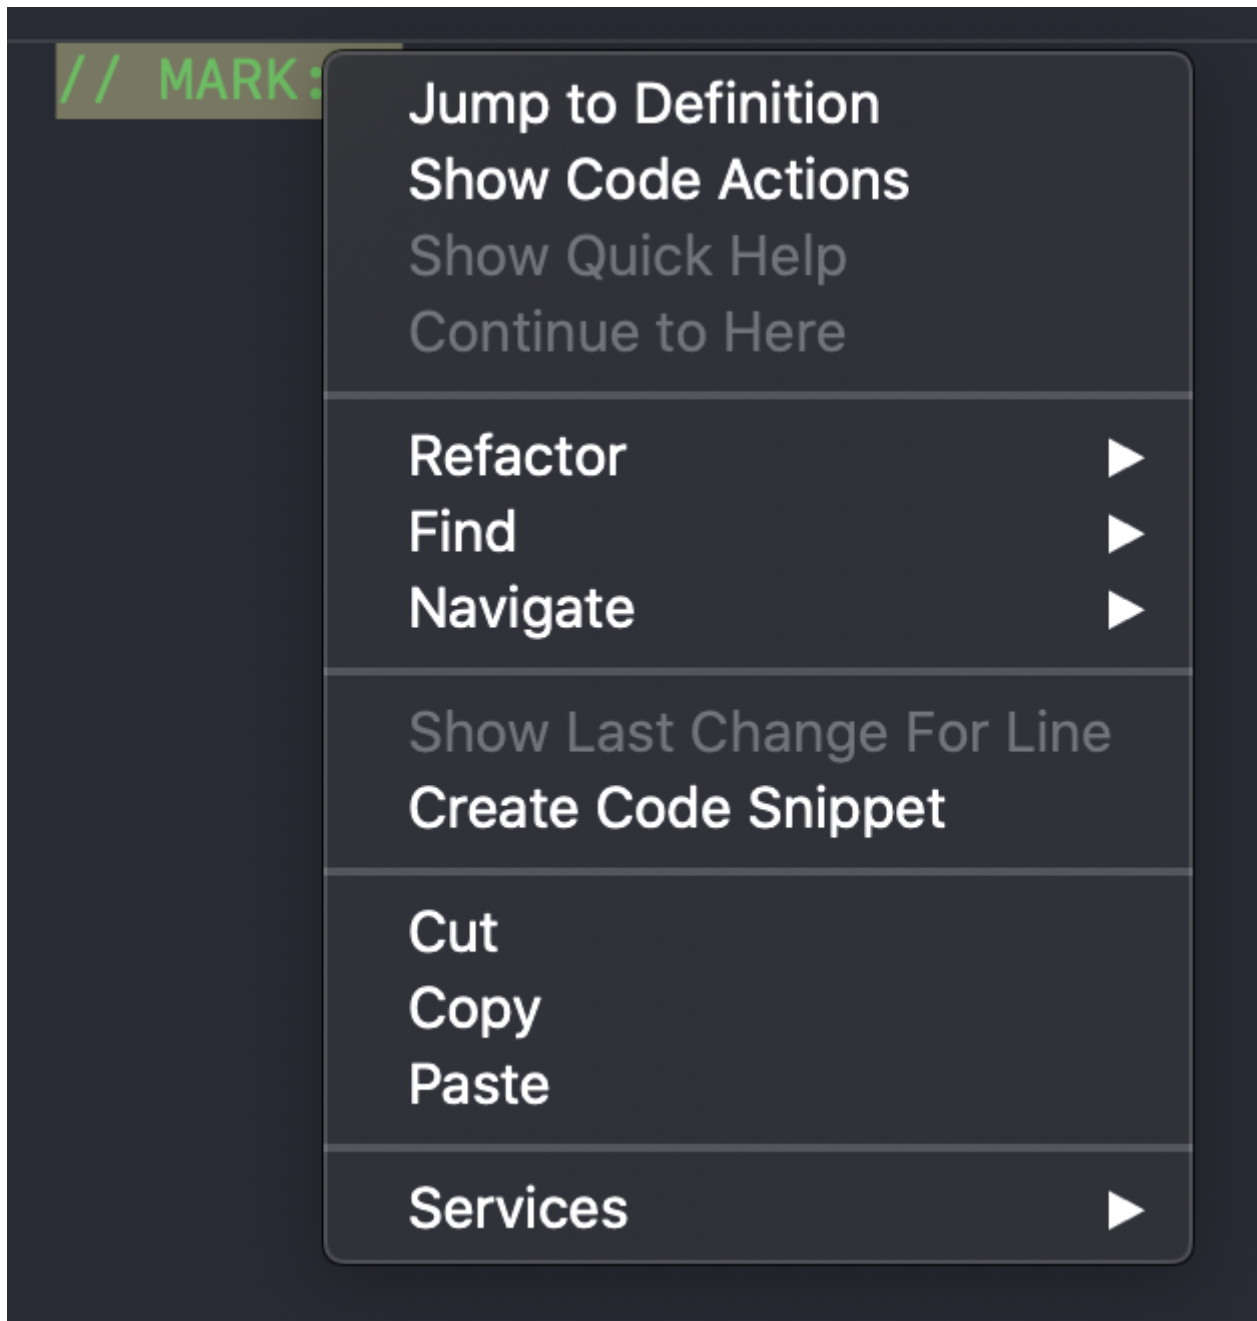 // MARK:
Jump to Definition
Show Code Actions
Show Quick Help
Continue to Here
Refactor
Find
Navigate
Show Last Change For Line
Create Code Snippet
Cut
Copy
Paste
Services